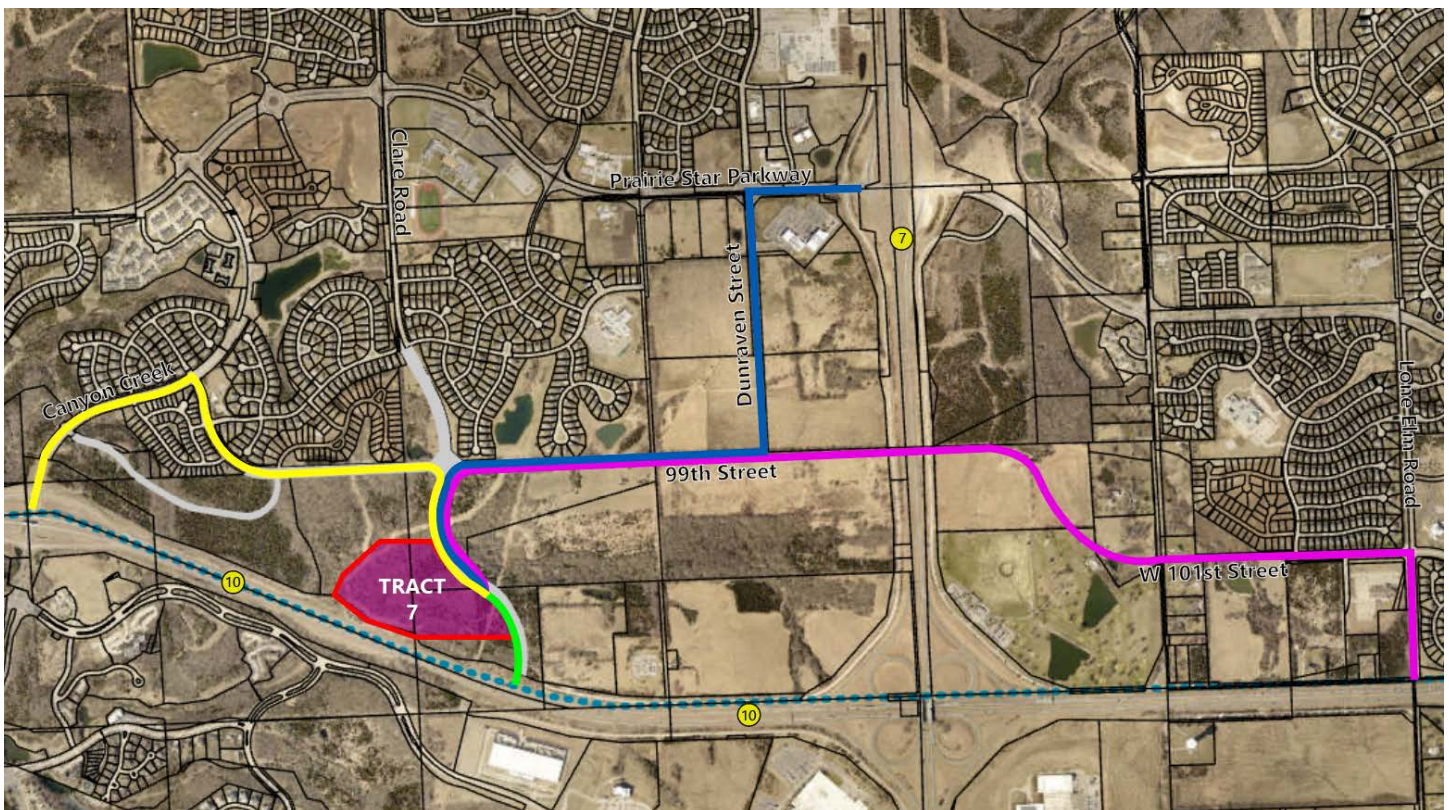 Clare Road
Prairie Star Parkway
7
Dunraven Street
Canyon Creek
Lone Elm Road
99th Street
10
TRACT
7
W 101st Street
10